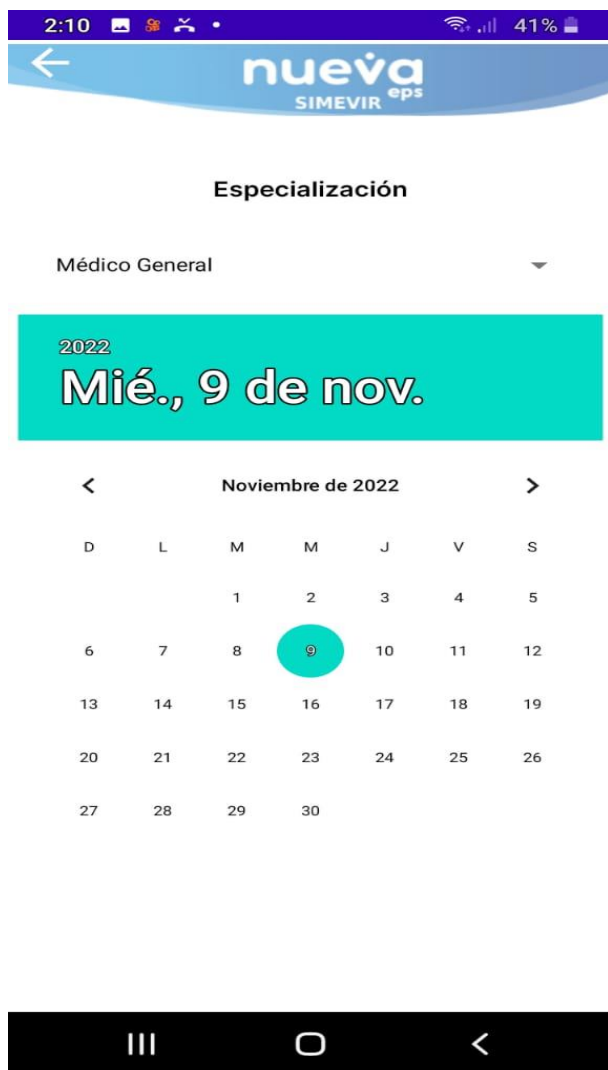 2:10 41%
nueva
eps
SIMEVIR
Especialización
Médico General
2022
Mié., 9 de nov.
Noviembre de 2022
D L M M J V S
1 2 3 4 5
6 7 8 9 10 11 12
13 14 15 16 17 18 19
20 21 22 23 24 25 26
27 28 29 30